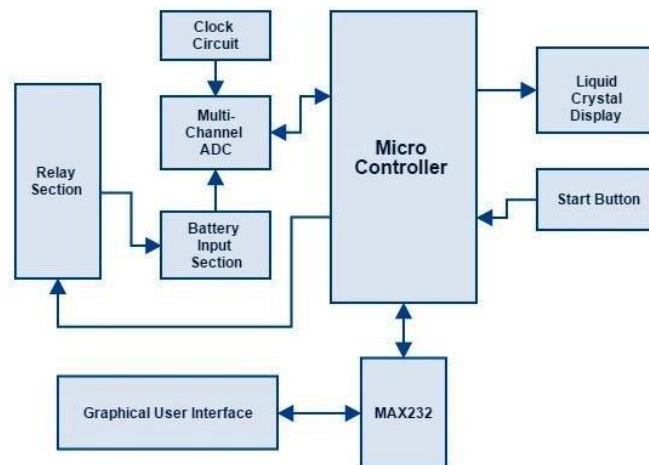 Clock
Circuit
Multi-
Channel
ADC
Relay
Section
Battery
Input
Section
Micro
Controller
Liquid
Crystal
Display
Start Button
Graphical User Interface
MAX232